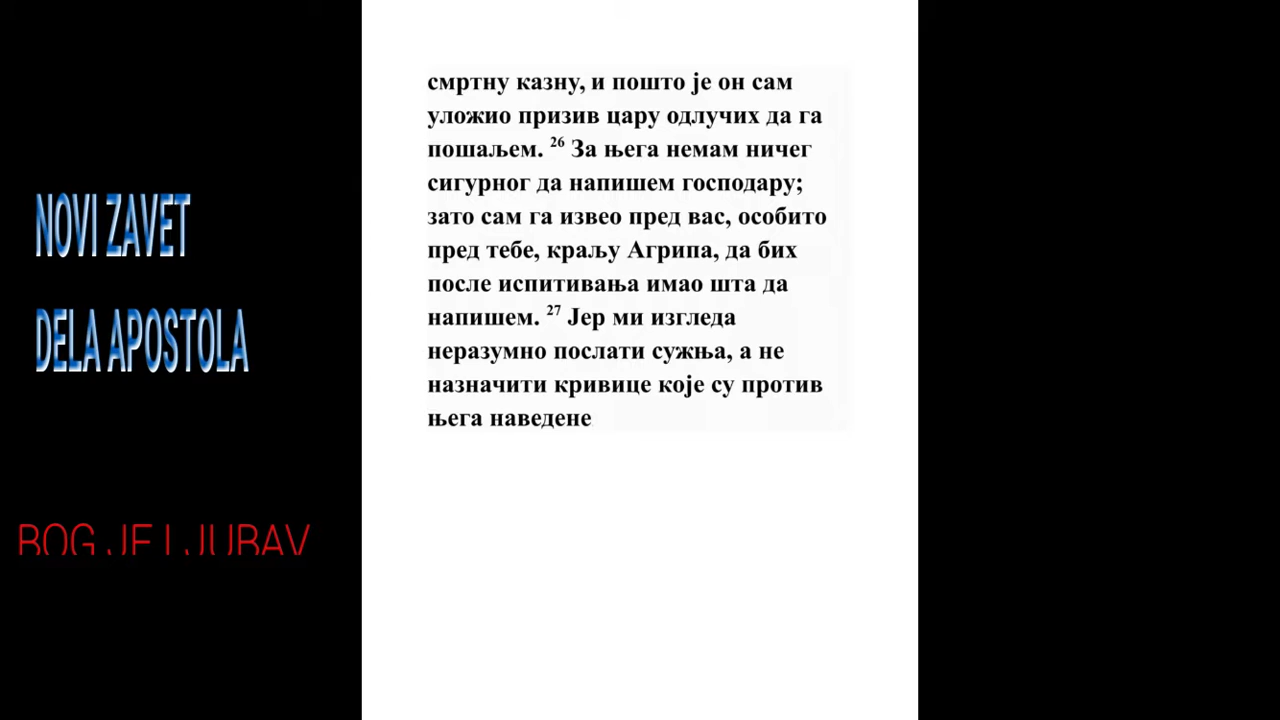 NOVI ZAVET
DELA APOSTOLA
BOG JE LJUBAV
смртну казну, и пошто је он сам
уложио призив цару одлучих да га
пошаљем. 26 За њега немам ничег
сигурног да напишем господару;
зато сам га извео пред вас, особито
пред тебе, краљу Агрипа, да бих
после испитивања имао шта да
напишем. 27 Јер ми изгледа
неразумно послати сужња, а не
назначити кривице које су против
њега наведене